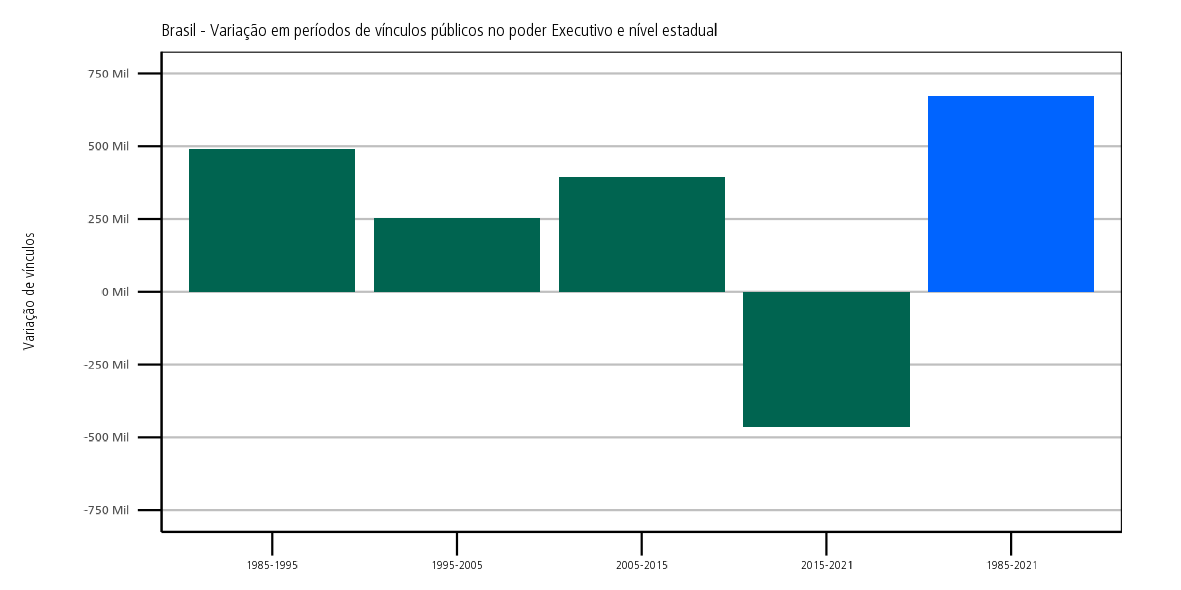 Brasil - Variação em períodos de vínculos públicos no poder Executivo e nível estadual
Variação de vínculos
750 Mil
500 Mil
250 Mil
0 Mil
-250 Mil
-500 Mil
-750 Mil
1985-1995
1995-2005
2005-2015
2015-2021
1985-2021